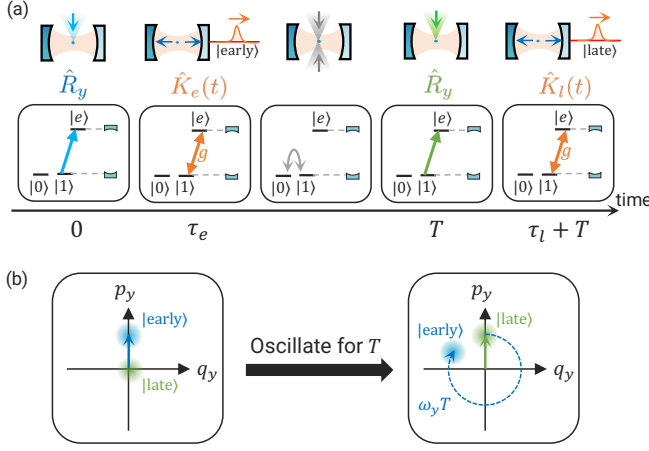 (a)
|early⟩
|late⟩
R̂y K̂e(t) R̂y K̂l(t)
|e⟩ |e⟩ |e⟩ |e⟩ |e⟩
g g
|0⟩ |1⟩ |0⟩ |1⟩ |0⟩ |1⟩ |0⟩ |1⟩ |0⟩ |1⟩
time
0 τe T τl + T
(b)
py py
|early⟩ |early⟩ |late⟩
Oscillate for T
qy qy
|late⟩
ωyT